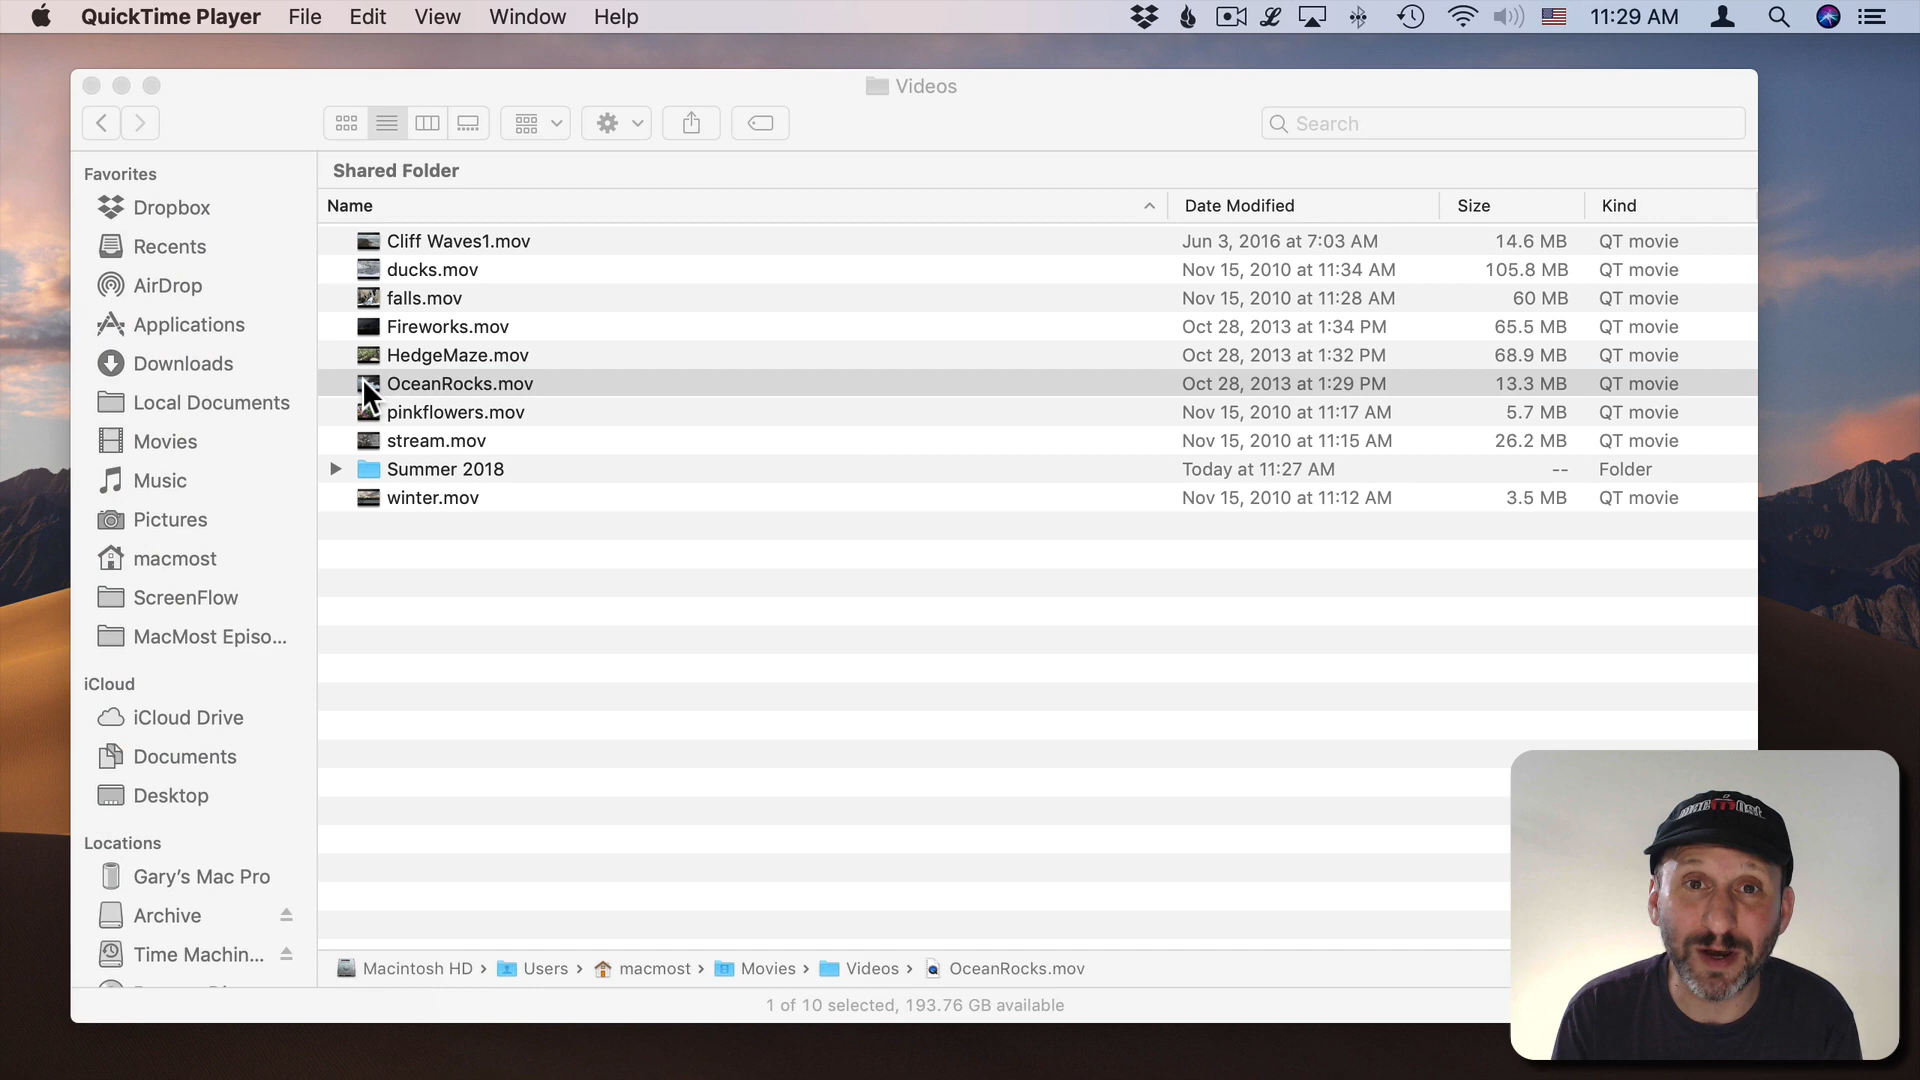 QuickTime Player File Edit View Window Help 11:29 AM
Videos
Search
Favorites
Dropbox
Recents
AirDrop
Applications
Downloads
Local Documents
Movies
Music
Pictures
macmost
ScreenFlow
MacMost Episo...
iCloud
iCloud Drive
Documents
Desktop
Locations
Gary's Mac Pro
Archive
Time Machin...
Shared Folder
Name Date Modified Size Kind
Cliff Waves1.mov Jun 3, 2016 at 7:03 AM 14.6 MB QT movie
ducks.mov Nov 15, 2010 at 11:34 AM 105.8 MB QT movie
falls.mov Nov 15, 2010 at 11:28 AM 60 MB QT movie
Fireworks.mov Oct 28, 2013 at 1:34 PM 65.5 MB QT movie
HedgeMaze.mov Oct 28, 2013 at 1:32 PM 68.9 MB QT movie
OceanRocks.mov Oct 28, 2013 at 1:29 PM 13.3 MB QT movie
pinkflowers.mov Nov 15, 2010 at 11:17 AM 5.7 MB QT movie
stream.mov Nov 15, 2010 at 11:15 AM 26.2 MB QT movie
Summer 2018 Today at 11:27 AM -- Folder
winter.mov Nov 15, 2010 at 11:12 AM 3.5 MB QT movie
Macintosh HD › Users › macmost › Movies › Videos › OceanRocks.mov
1 of 10 selected, 193.76 GB available